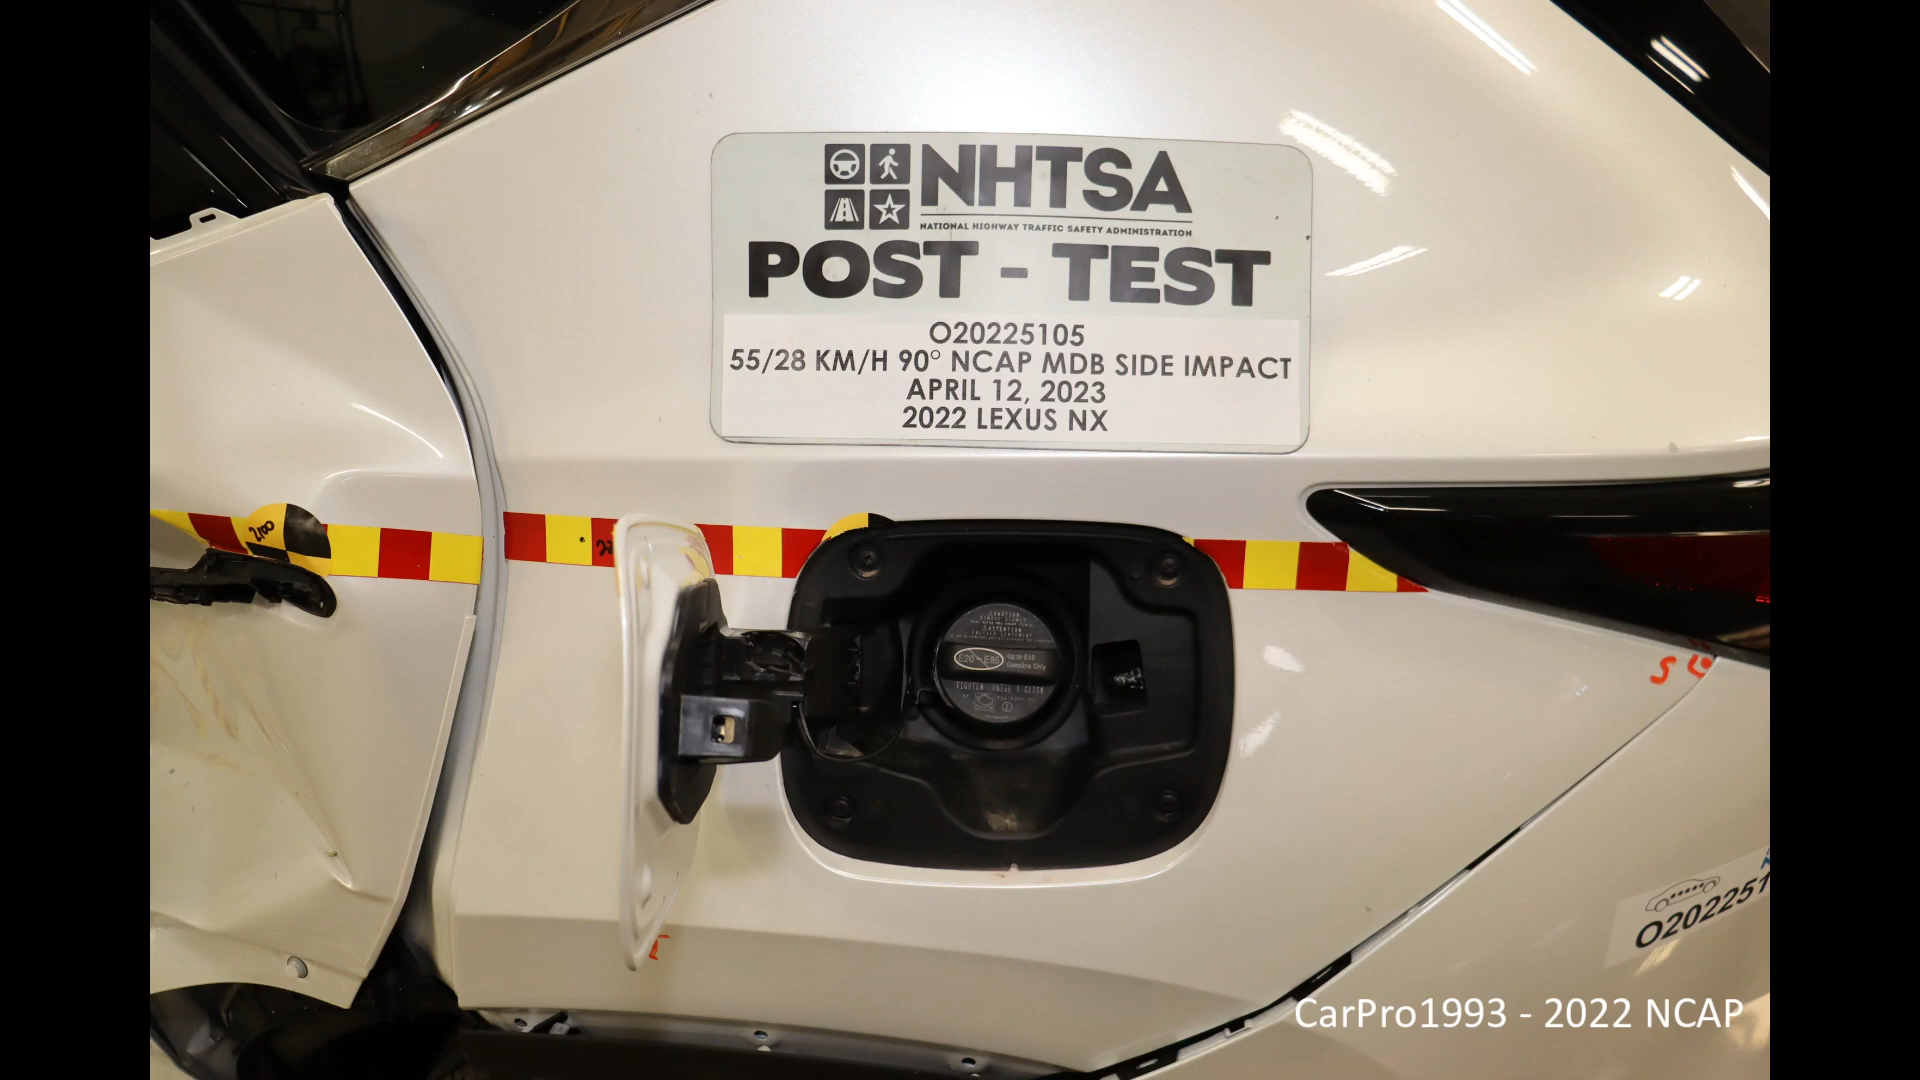 NHTSA
NATIONAL HIGHWAY TRAFFIC SAFETY ADMINISTRATION
POST - TEST
O20225105
55/28 KM/H 90° NCAP MDB SIDE IMPACT
APRIL 12, 2023
2022 LEXUS NX
E20-E85
Up to E10
Gasoline Only
TIGHTEN UNTIL 1 CLICK
O202251
CarPro1993 - 2022 NCAP